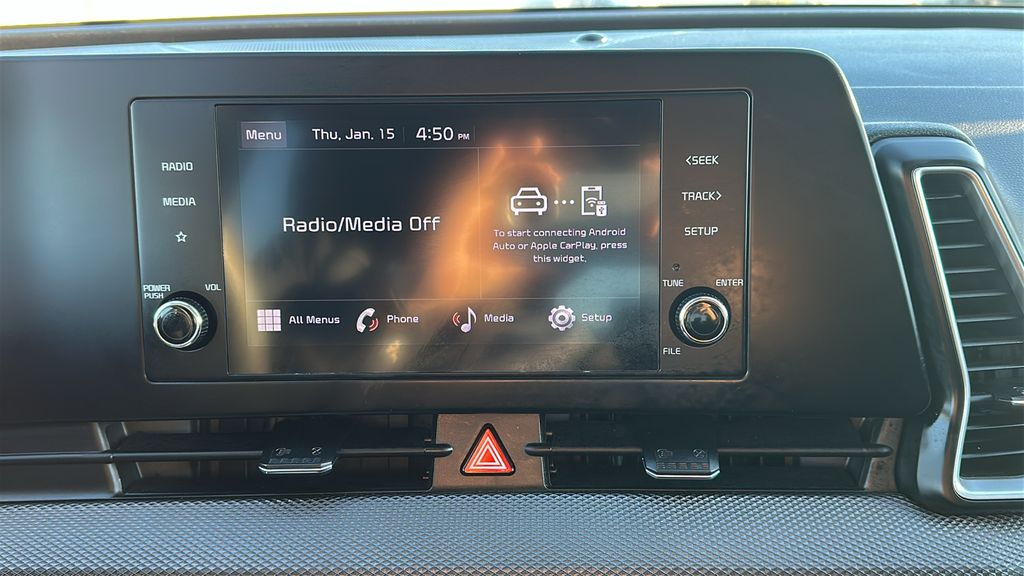 Menu Thu, Jan. 15 4:50 PM
RADIO
MEDIA
Radio/Media Off
To start connecting Android
Auto or Apple CarPlay, press
this widget.
<SEEK
TRACK>
SETUP
POWER
PUSH
VOL
TUNE ENTER
FILE
All Menus Phone Media Setup